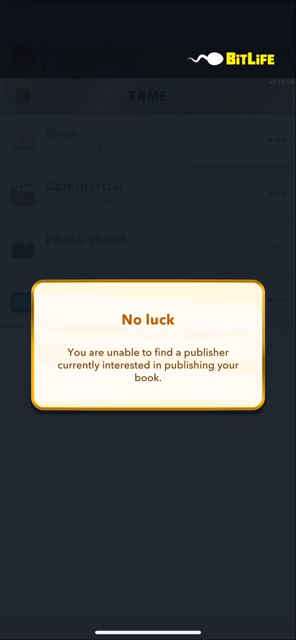 BITLIFE
FAME
Book
Commercial
Photo Shoot
No luck
You are unable to find a publisher
currently interested in publishing your
book.